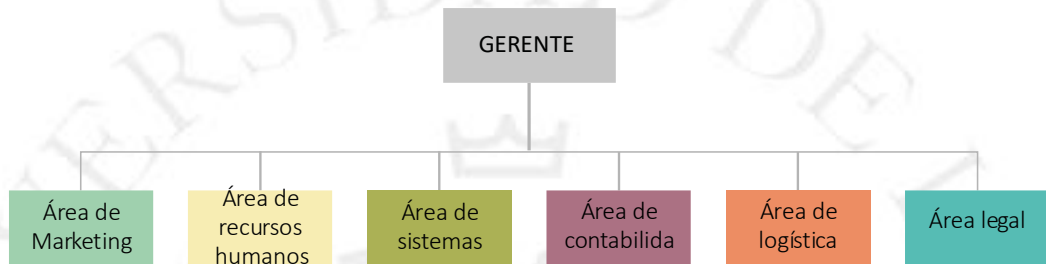 GERENTE
Área de
Marketing
Área de
recursos
humanos
Área de
sistemas
Área de
contabilida
Área de
logística
Área legal